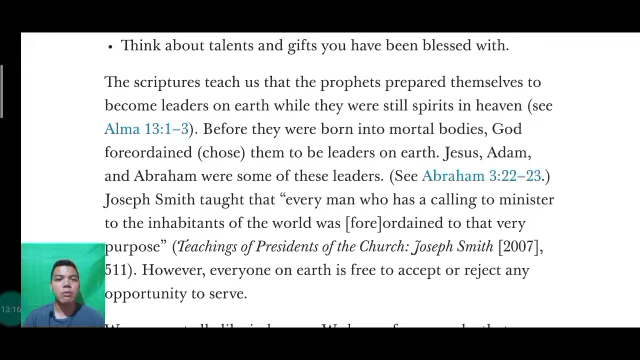 • Think about talents and gifts you have been blessed with.
The scriptures teach us that the prophets prepared themselves to
become leaders on earth while they were still spirits in heaven (see
Alma 13:1–3). Before they were born into mortal bodies, God
foreordained (chose) them to be leaders on earth. Jesus, Adam,
and Abraham were some of these leaders. (See Abraham 3:22–23.)
Joseph Smith taught that “every man who has a calling to minister
to the inhabitants of the world was [fore]ordained to that very
purpose” (Teachings of Presidents of the Church: Joseph Smith [2007],
511). However, everyone on earth is free to accept or reject any
opportunity to serve.
13:16